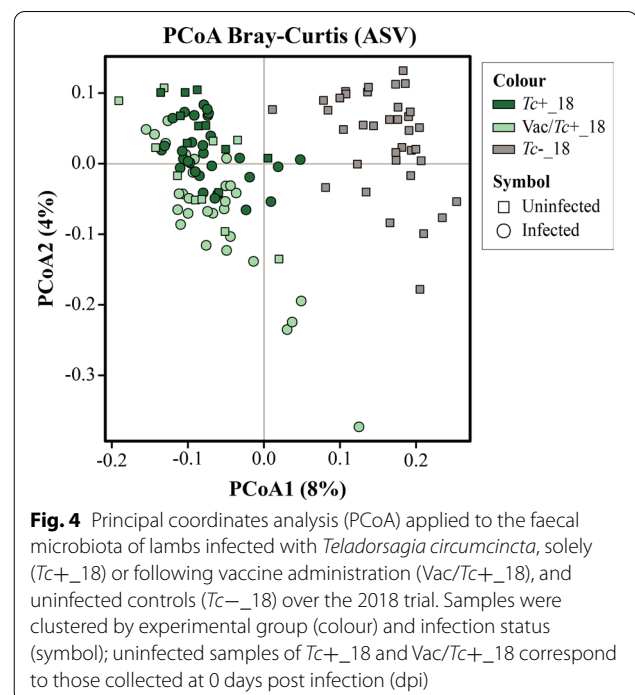 PCoA Bray-Curtis (ASV)
0.1
0.0
-0.1
-0.2
-0.3
PCoA2 (4%)
-0.2 -0.1 0.0 0.1 0.2
PCoA1 (8%)
Colour
Tc+_18
Vac/Tc+_18
Tc-_18
Symbol
Uninfected
Infected
Fig. 4 Principal coordinates analysis (PCoA) applied to the faecal
microbiota of lambs infected with Teladorsagia circumcincta, solely
(Tc+_18) or following vaccine administration (Vac/Tc+_18), and
uninfected controls (Tc−_18) over the 2018 trial. Samples were
clustered by experimental group (colour) and infection status
(symbol); uninfected samples of Tc+_18 and Vac/Tc+_18 correspond
to those collected at 0 days post infection (dpi)